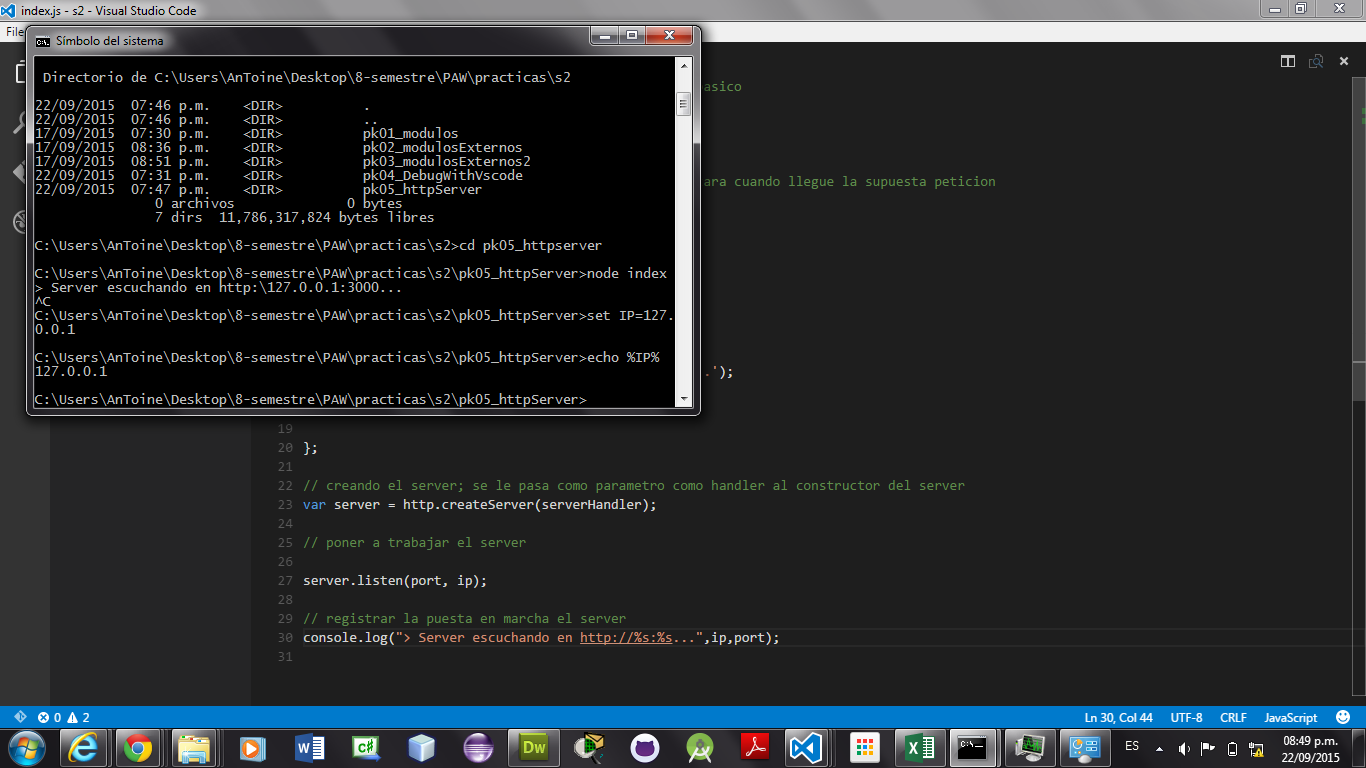 index.js - s2 - Visual Studio Code
File
Símbolo del sistema
Directorio de C:\Users\AnToine\Desktop\8-semestre\PAW\practicas\s2
22/09/2015  07:46 p.m.    <DIR>          .
22/09/2015  07:46 p.m.    <DIR>          ..
17/09/2015  07:30 p.m.    <DIR>          pk01_modulos
17/09/2015  08:36 p.m.    <DIR>          pk02_modulosExternos
17/09/2015  08:51 p.m.    <DIR>          pk03_modulosExternos2
22/09/2015  07:31 p.m.    <DIR>          pk04_DebugWithVscode
22/09/2015  07:47 p.m.    <DIR>          pk05_httpServer
0 archivos              0 bytes
7 dirs  11,786,317,824 bytes libres
C:\Users\AnToine\Desktop\8-semestre\PAW\practicas\s2>cd pk05_httpserver
C:\Users\AnToine\Desktop\8-semestre\PAW\practicas\s2\pk05_httpServer>node index
> Server escuchando en http:\127.0.0.1:3000...
^C
C:\Users\AnToine\Desktop\8-semestre\PAW\practicas\s2\pk05_httpServer>set IP=127.
0.0.1
C:\Users\AnToine\Desktop\8-semestre\PAW\practicas\s2\pk05_httpServer>echo %IP%
127.0.0.1
C:\Users\AnToine\Desktop\8-semestre\PAW\practicas\s2\pk05_httpServer>
asico
ara cuando llegue la supuesta peticion
.');
19
20 };
21
22 // creando el server; se le pasa como parametro como handler al constructor del server
23 var server = http.createServer(serverHandler);
24
25 // poner a trabajar el server
26
27 server.listen(port, ip);
28
29 // registrar la puesta en marcha el server
30 console.log("> Server escuchando en http://%s:%s...",ip,port);
31
0 2
Ln 30, Col 44
UTF-8
CRLF
JavaScript
Dw
ES
08:49 p.m.
22/09/2015